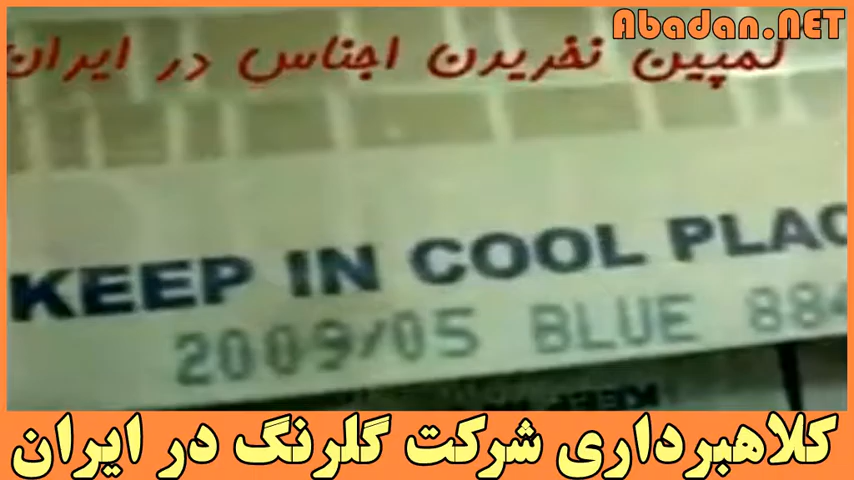 Abadan.NET
کمپین نخریدن اجناس در ایران
KEEP IN COOL PLAC
2009/05 BLUE 884
کلاهبرداری شرکت گلرنگ در ایران